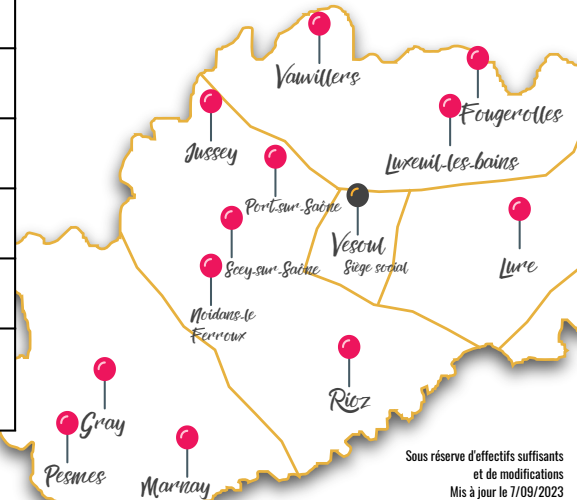 Vauvillers
Fougerolles
Jussey
Luxeuil-les-bains
Port-sur-Saône
Scey-sur-Saône
Vesoul
Siège social
Lure
Noidans-le
Ferroux
Rioz
Gray
Pesmes
Marnay
Sous réserve d'effectifs suffisants
et de modifications
Mis à jour le 7/09/2023